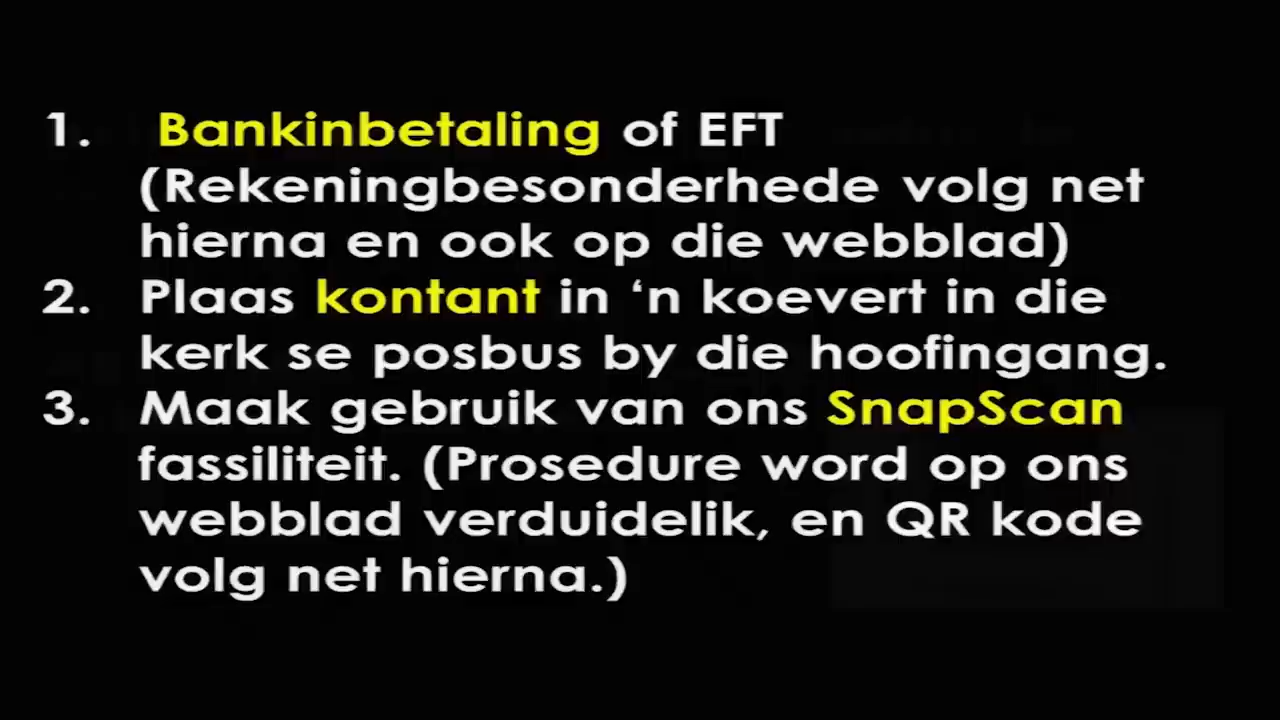 1. Bankinbetaling of EFT
(Rekeningbesonderhede volg net
hierna en ook op die webblad)
2. Plaas kontant in ‘n koevert in die
kerk se posbus by die hoofingang.
3. Maak gebruik van ons SnapScan
fassiliteit. (Prosedure word op ons
webblad verduidelik, en QR kode
volg net hierna.)